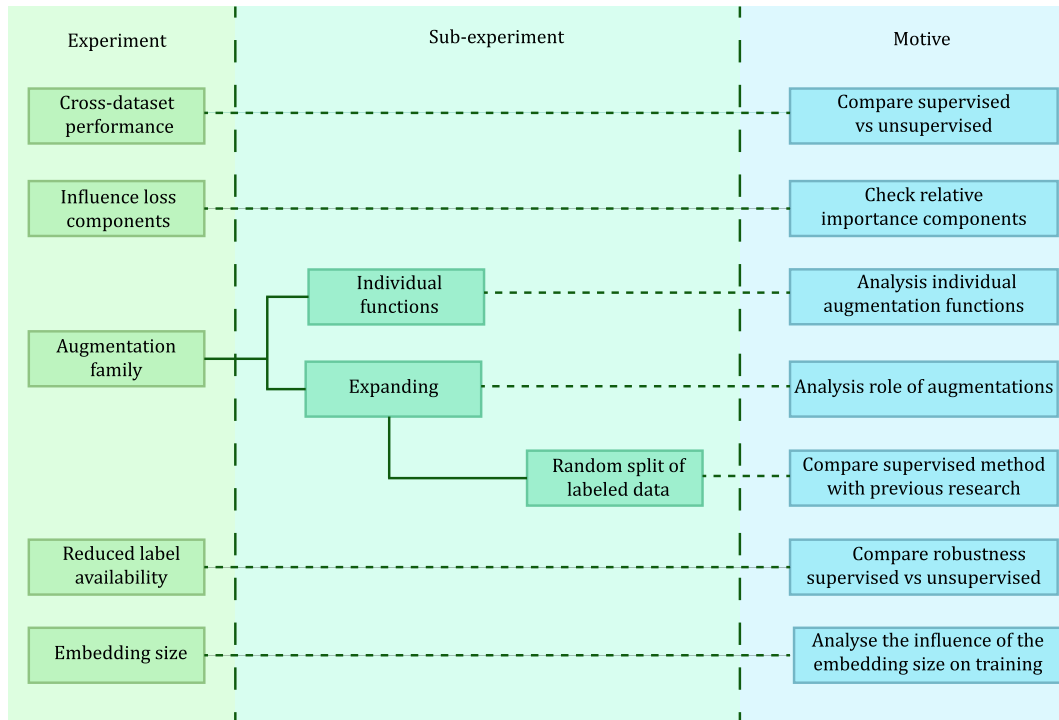 Experiment
Sub-experiment
Motive
Cross-dataset
performance
Compare supervised
vs unsupervised
Influence loss
components
Check relative
importance components
Individual
functions
Analysis individual
augmentation functions
Augmentation
family
Expanding
Analysis role of augmentations
Random split of
labeled data
Compare supervised method
with previous research
Reduced label
availability
Compare robustness
supervised vs unsupervised
Embedding size
Analyse the influence of the
embedding size on training